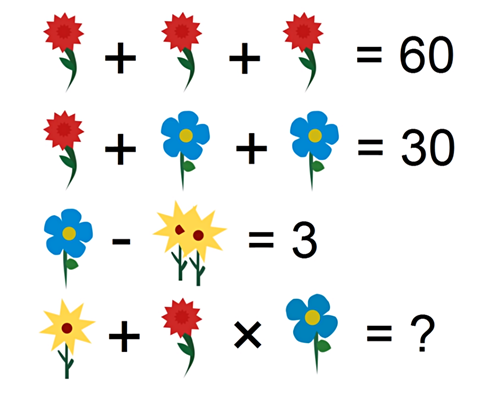 + + = 60
+ + = 30
- = 3
+ × = ?